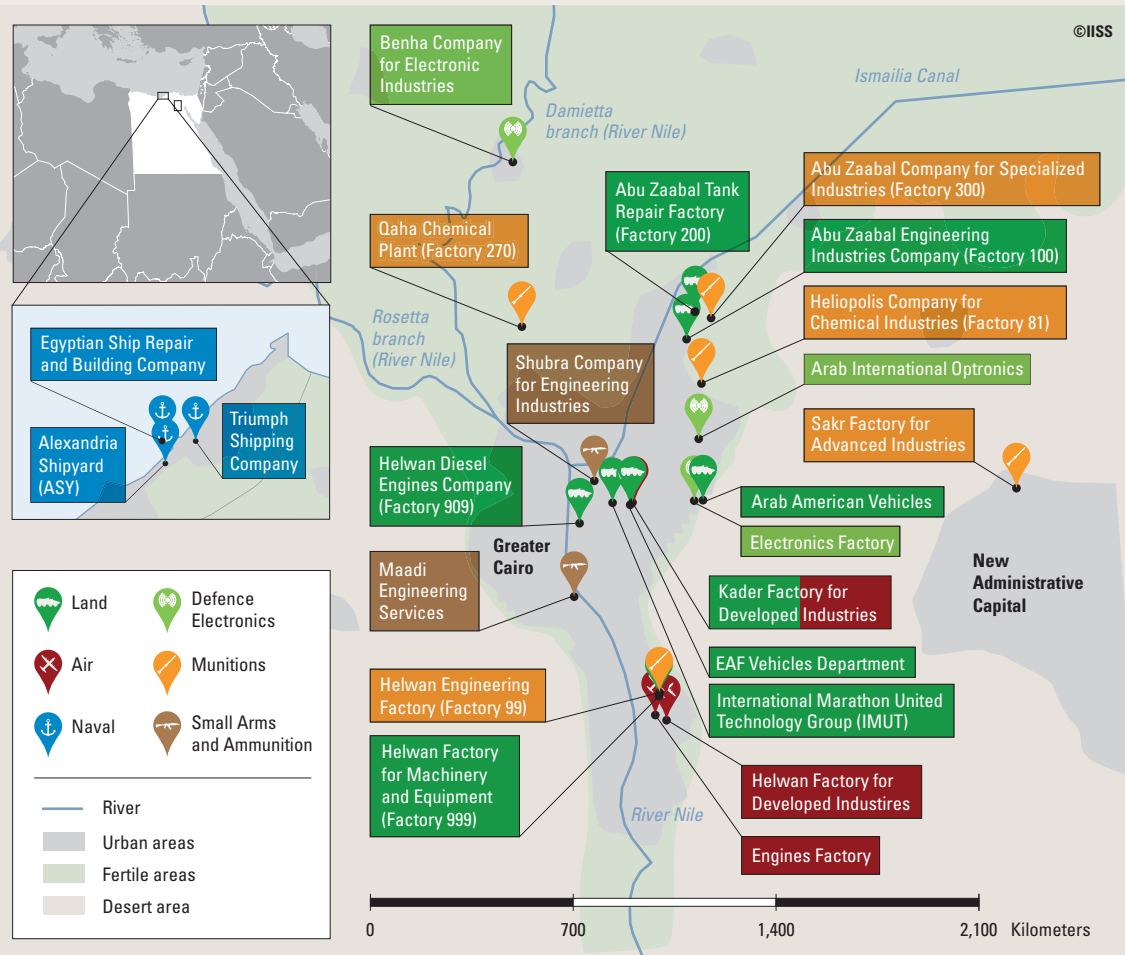 ©IISS
Benha Company
for Electronic
Industries
Ismailia Canal
Damietta
branch (River Nile)
Abu Zaabal Company for Specialized
Industries (Factory 300)
Abu Zaabal Tank
Repair Factory
(Factory 200)
Qaha Chemical
Plant (Factory 270)
Abu Zaabal Engineering
Industries Company (Factory 100)
Heliopolis Company for
Chemical Industries (Factory 81)
Rosetta
branch
(River Nile)
Egyptian Ship Repair
and Building Company
Shubra Company
for Engineering
Industries
Arab International Optronics
Triumph
Shipping
Company
Sakr Factory for
Advanced Industries
Alexandria
Shipyard
(ASY)
Helwan Diesel
Engines Company
(Factory 909)
Arab American Vehicles
Electronics Factory
Greater
Cairo
New
Administrative
Capital
Maadi
Engineering
Services
Kader Factory for
Developed Industries
EAF Vehicles Department
Helwan Engineering
Factory (Factory 99)
International Marathon United
Technology Group (IMUT)
Helwan Factory
for Machinery
and Equipment
(Factory 999)
Helwan Factory for
Developed Industires
River Nile
Engines Factory
Land
Defence
Electronics
Air
Munitions
Naval
Small Arms
and Ammunition
River
Urban areas
Fertile areas
Desert area
0 700 1,400 2,100 Kilometers